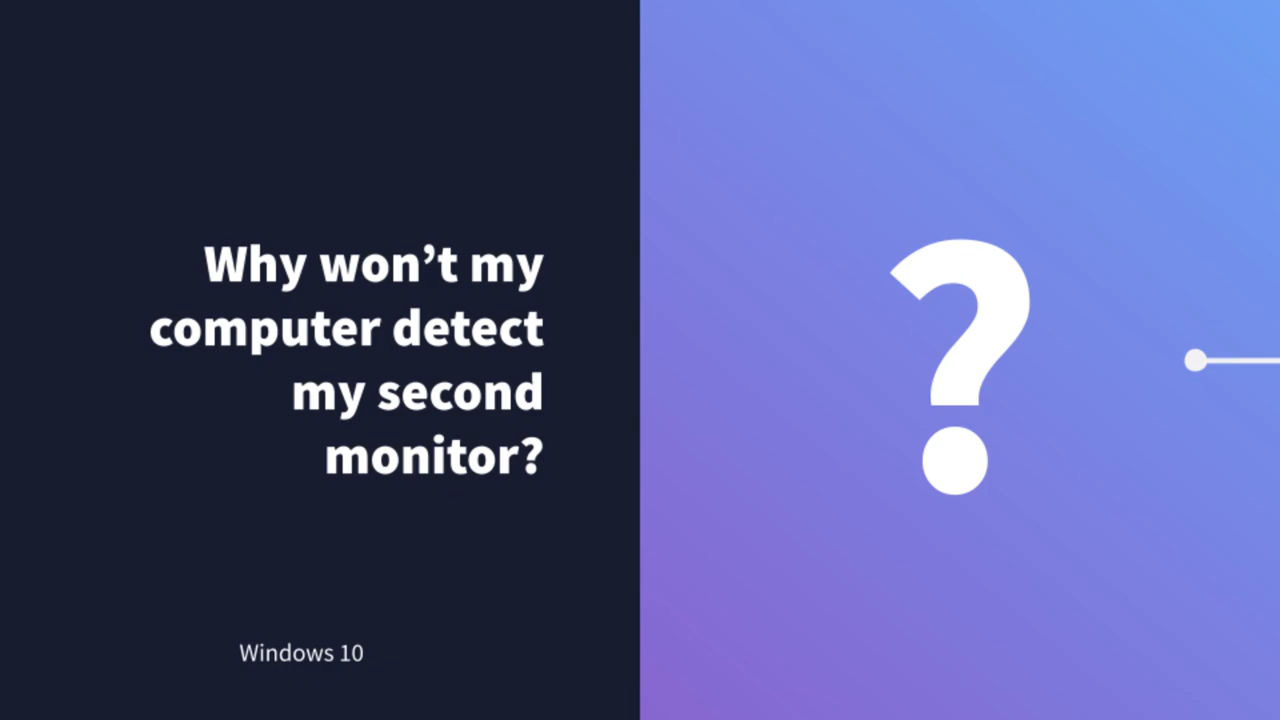 Why won’t my
computer detect
my second
monitor?
Windows 10
?